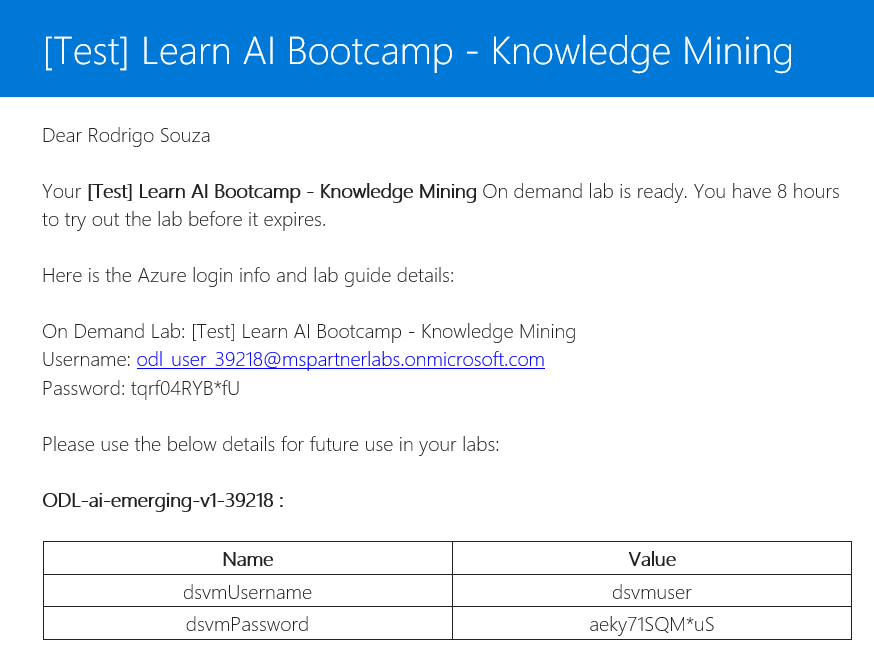 [Test] Learn AI Bootcamp - Knowledge Mining
Dear Rodrigo Souza
Your [Test] Learn AI Bootcamp - Knowledge Mining On demand lab is ready. You have 8 hours
to try out the lab before it expires.
Here is the Azure login info and lab guide details:
On Demand Lab: [Test] Learn AI Bootcamp - Knowledge Mining
Username: odl_user_39218@mspartnerlabs.onmicrosoft.com
Password: tqrf04RYB*fU
Please use the below details for future use in your labs:
ODL-ai-emerging-v1-39218 :
Name Value
dsvmUsername dsvmuser
dsvmPassword aeky71SQM*uS